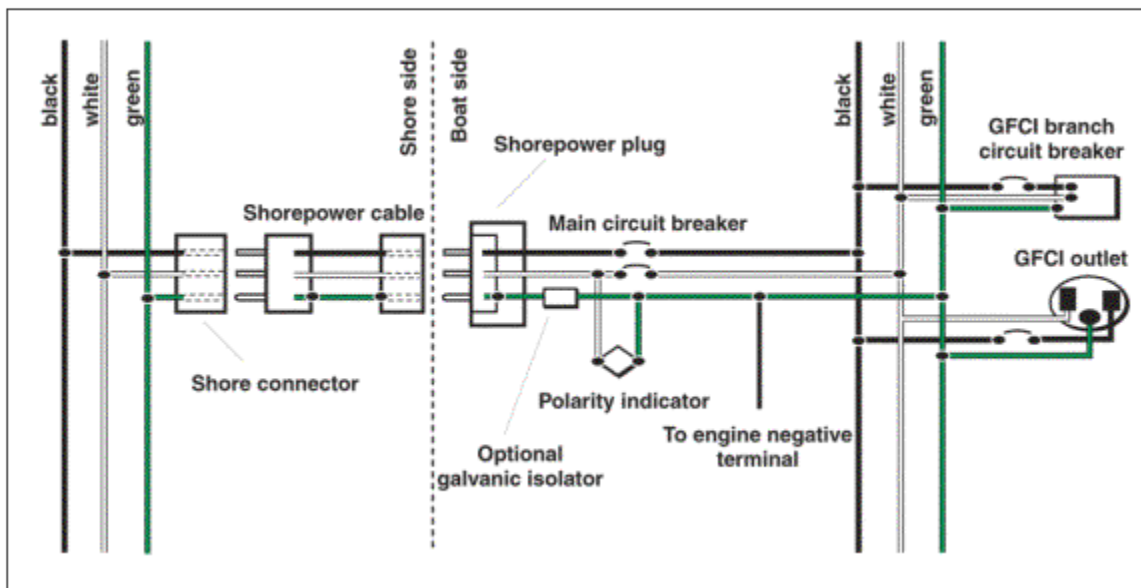 black
white
green
Shore side
Boat side
black
white
green
GFCI branch
circuit breaker
Shorepower plug
Shorepower cable
Main circuit breaker
GFCI outlet
Shore connector
Polarity indicator
Optional
galvanic isolator
To engine negative
terminal